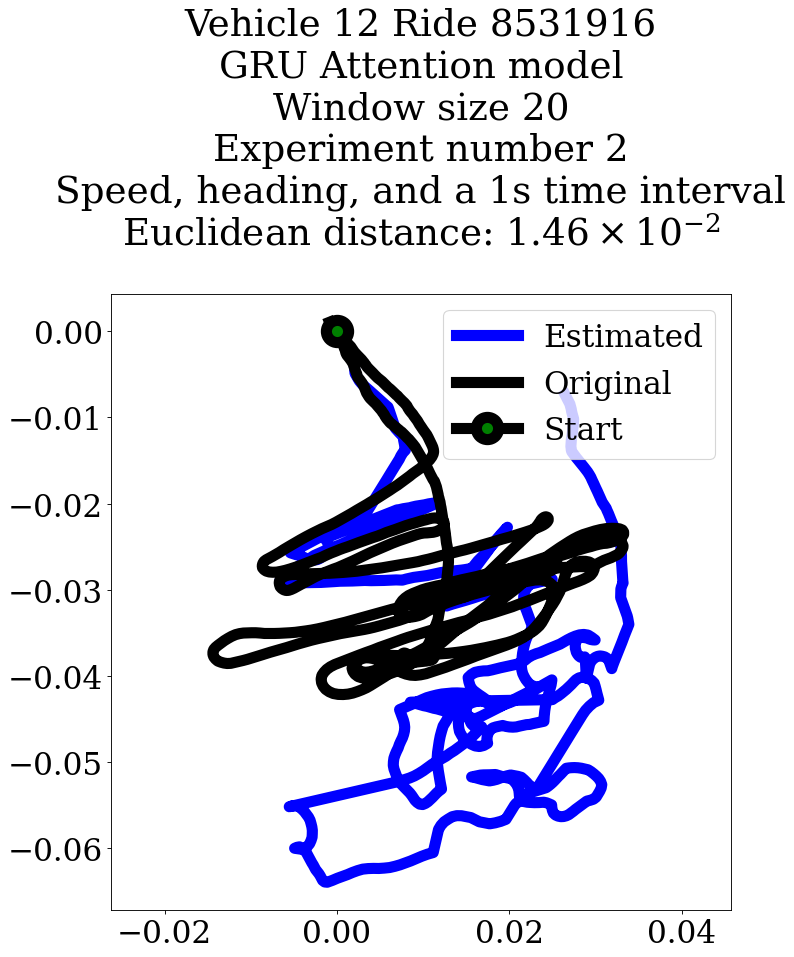 Vehicle 12 Ride 8531916
GRU Attention model
Window size 20
Experiment number 2
Speed, heading, and a 1s time interval
Euclidean distance: 1.46 × 10⁻²
Estimated
Original
Start
0.00
−0.01
−0.02
−0.03
−0.04
−0.05
−0.06
−0.02
0.00
0.02
0.04